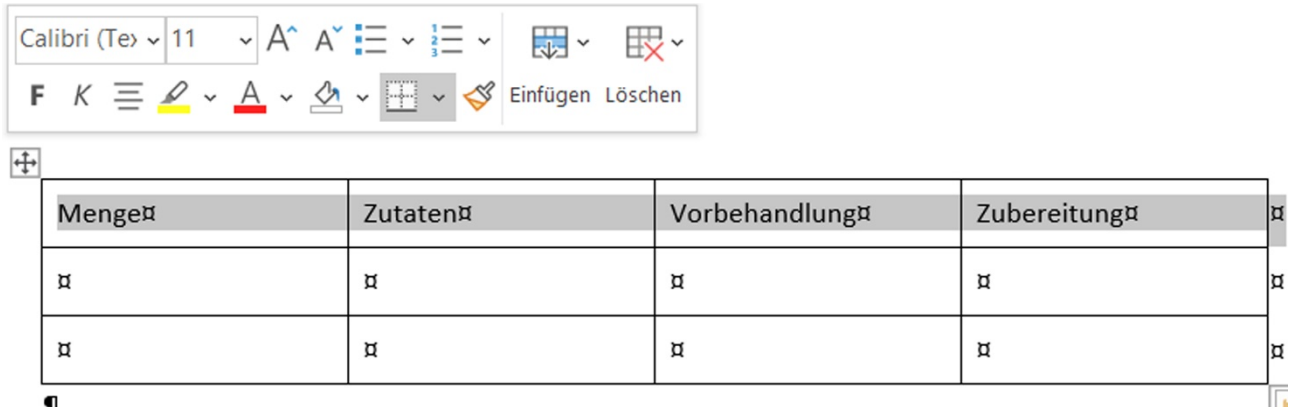 Calibri (Te 11
F K Einfügen Löschen
Menge¤ Zutaten¤ Vorbehandlung¤ Zubereitung¤ ¤
¤ ¤ ¤ ¤ ¤
¤ ¤ ¤ ¤ ¤
¶